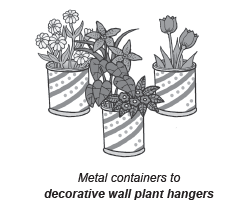 Metal containers to
decorative wall plant hangers